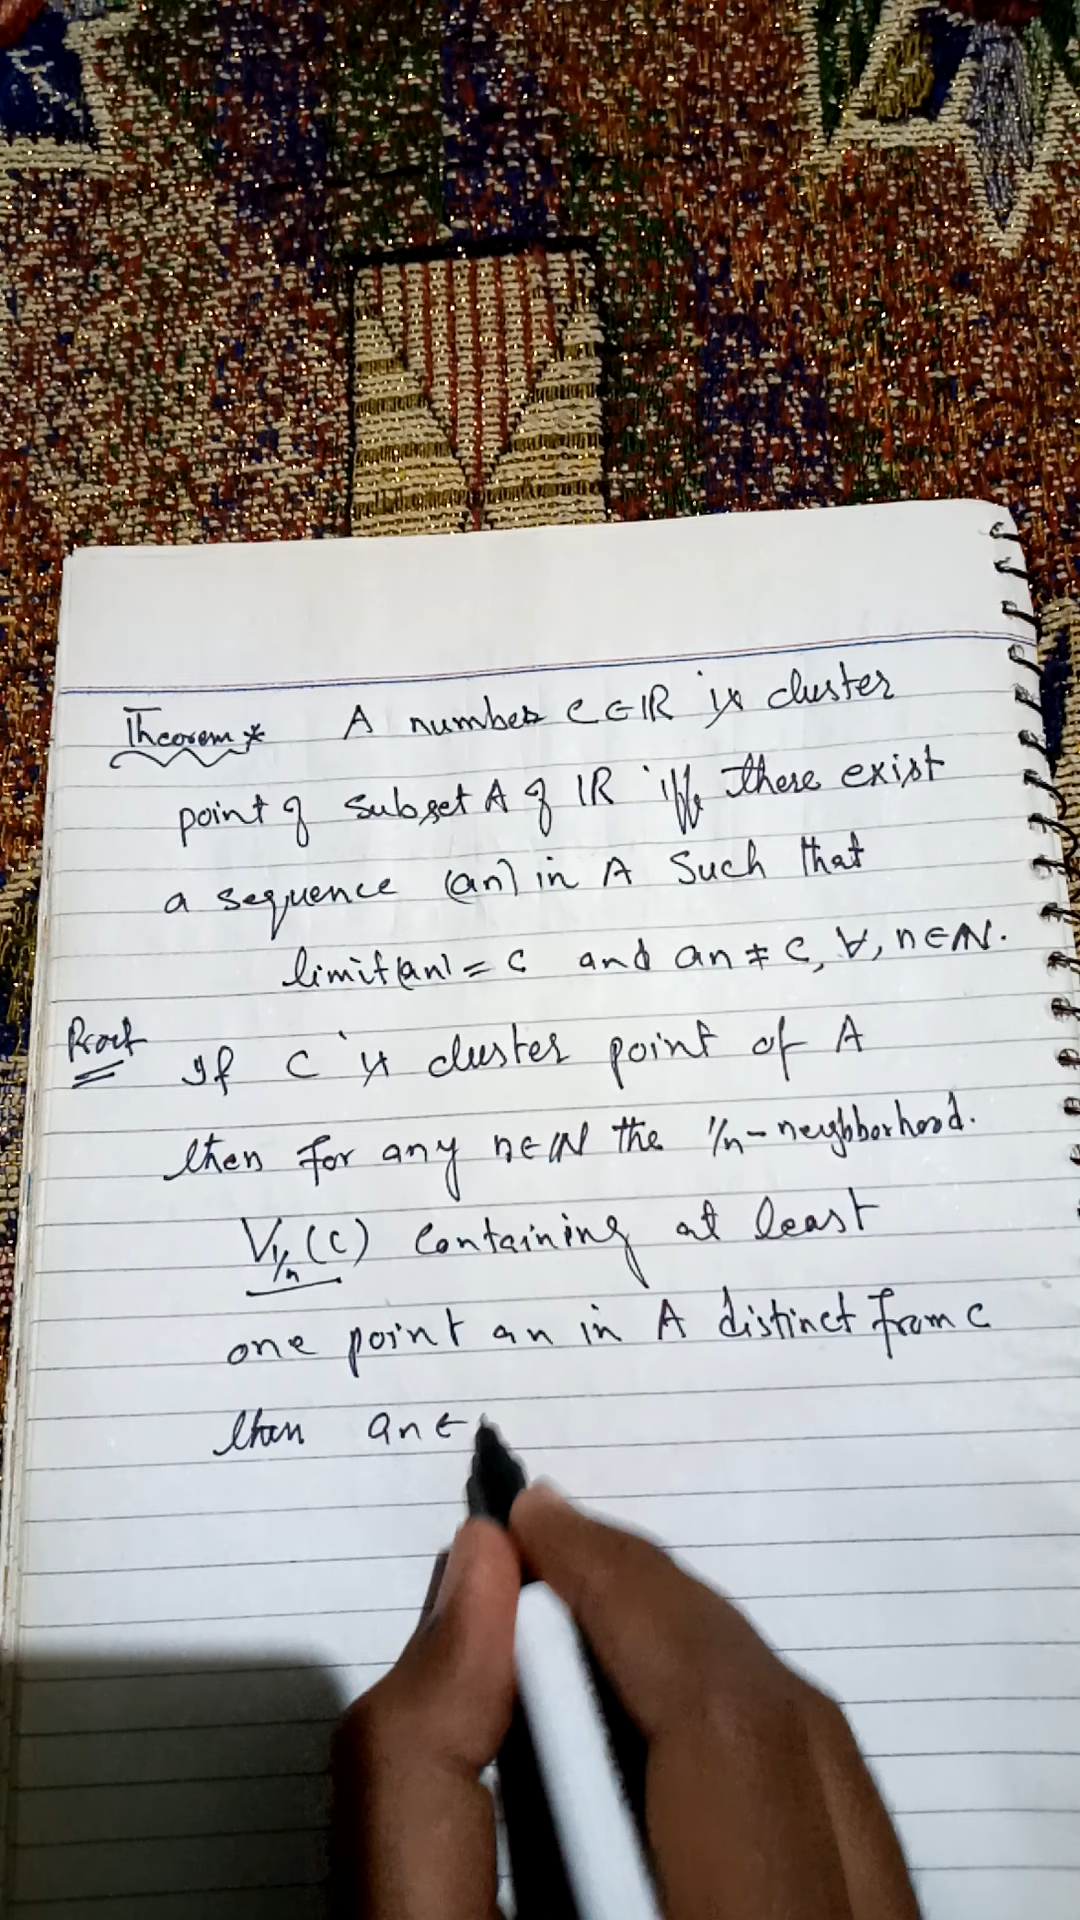 Theorem * A number C ∈ IR is cluster
point of subset A of IR iff there exist
a sequence (an) in A Such that
limit(an) = c and an ≠ c, ∀, n ∈ N.
Proof If C is cluster point of A
then for any n ∈ N the 1/n - neighborhood.
V1/n (c) Containing at least
one point an in A distinct from c
then an ∈